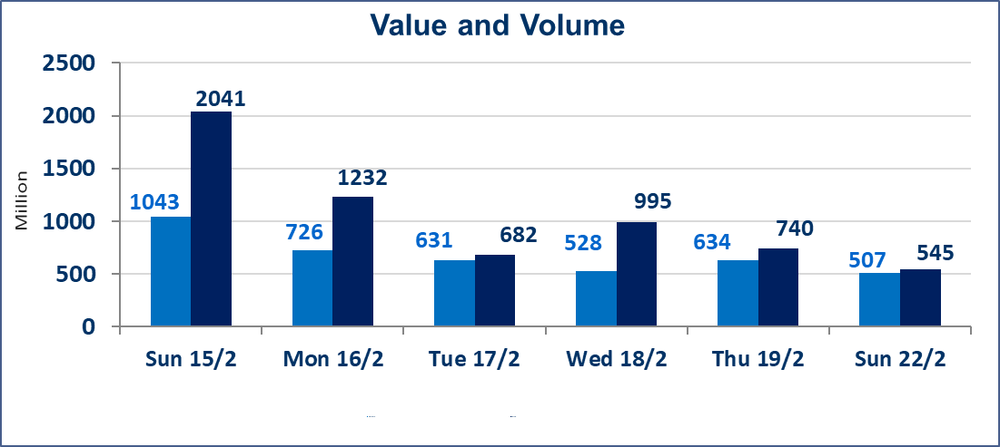 Value and Volume
2500
2000
1500
1000
500
0
Million
1043
2041
726
1232
631
682
528
995
634
740
507
545
Sun 15/2
Mon 16/2
Tue 17/2
Wed 18/2
Thu 19/2
Sun 22/2